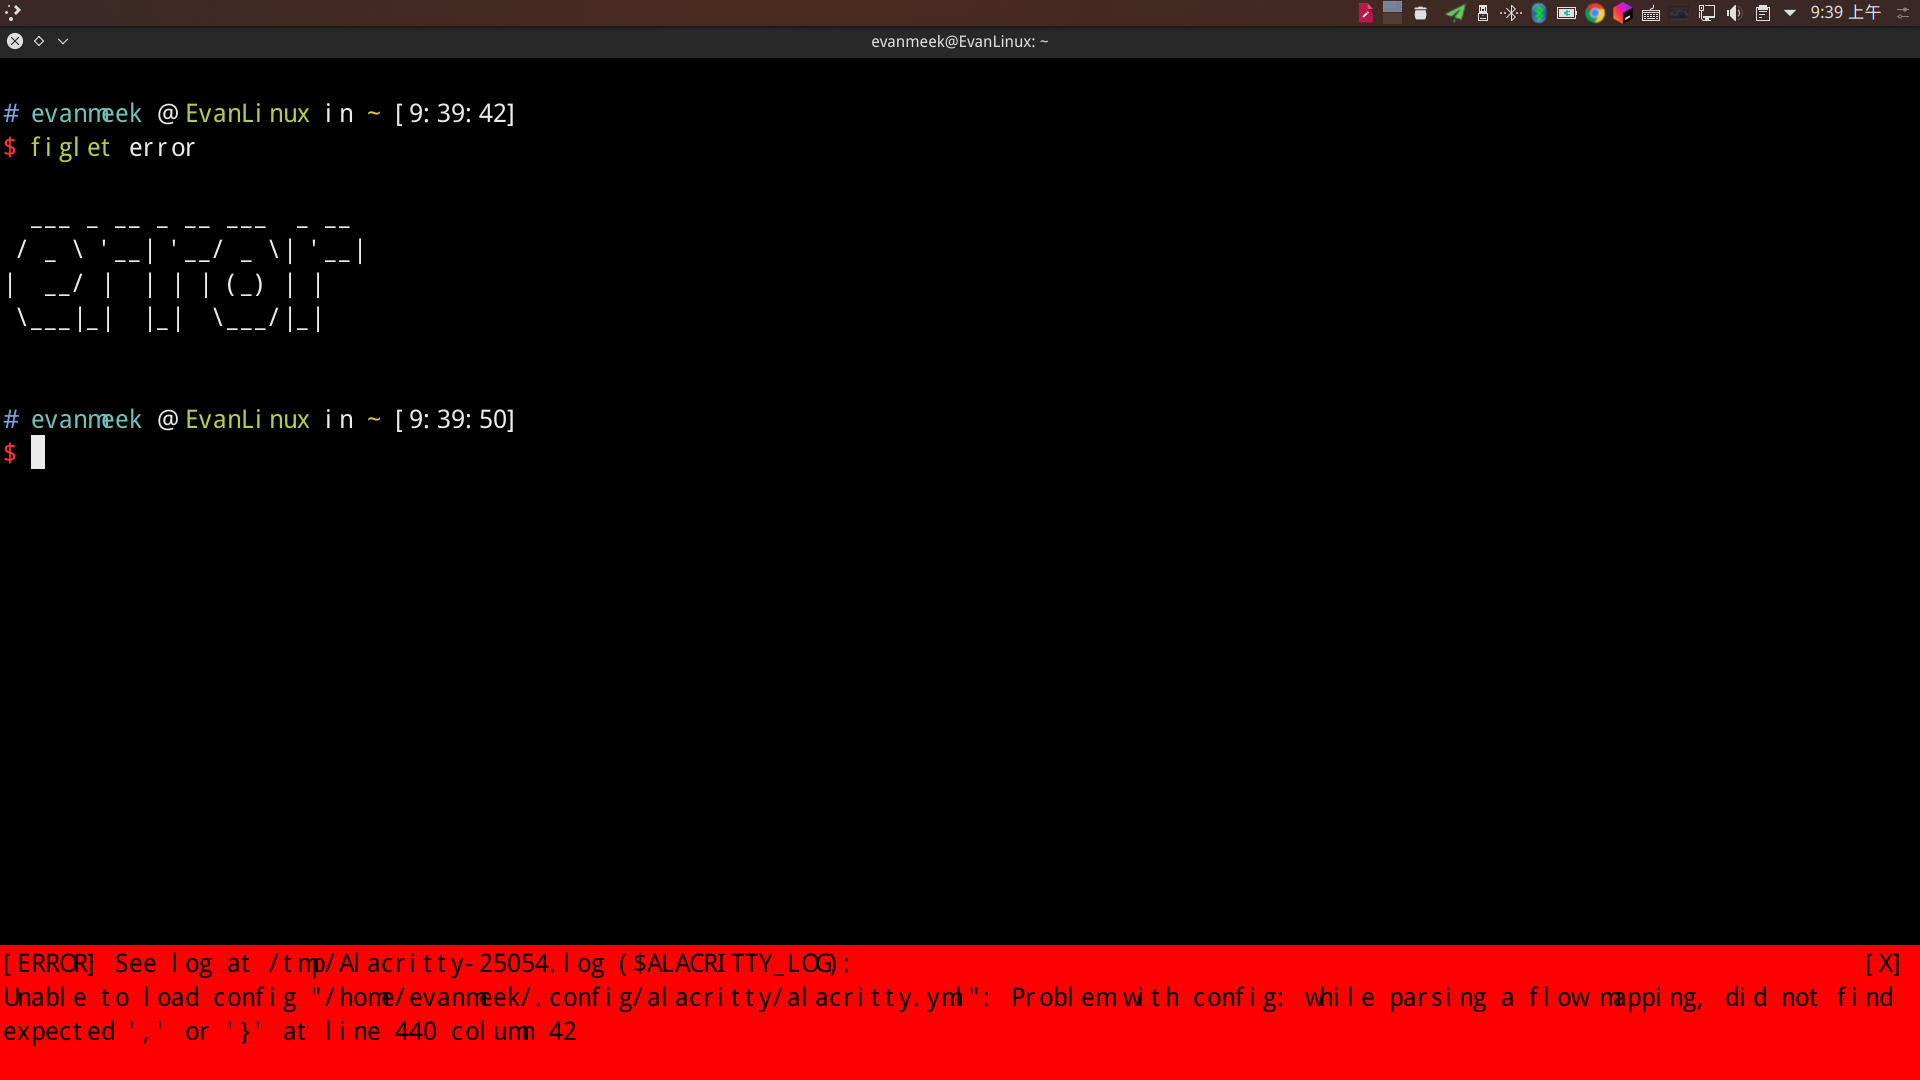 9:39 上午
evanmeek@EvanLinux: ~
# evanmeek @ EvanLinux in ~ [9:39:42]
$ figlet error
  ___ _ __ _ __ ___  _ __
 / _ \ '__| '__/ _ \| '__|
|  __/ |  | | | (_) | |
 \___|_|  |_|  \___/|_|
# evanmeek @ EvanLinux in ~ [9:39:50]
$
[ERROR] See log at /tmp/Alacritty-25054.log ($ALACRITTY_LOG): [X]
Unable to load config "/home/evanmeek/.config/alacritty/alacritty.yml": Problem with config: while parsing a flow mapping, did not find
expected ',' or '}' at line 440 column 42